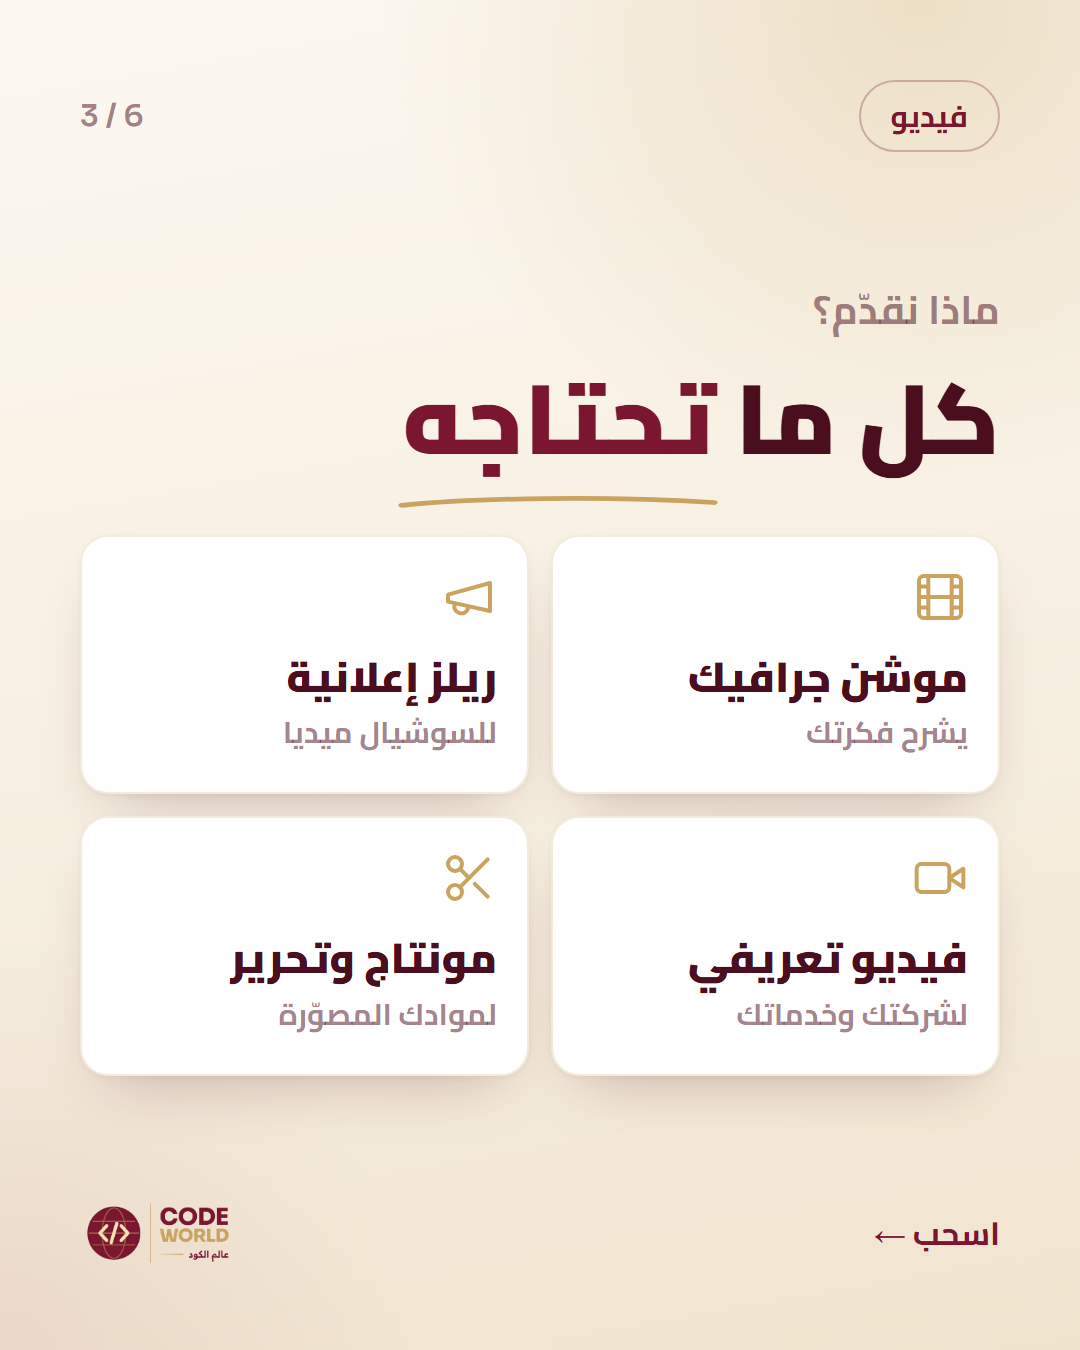 فيديو
3 / 6
ماذا نقدّم؟
كل ما تحتاجه
موشن جرافيك
يشرح فكرتك
ريلز إعلانية
للسوشيال ميديا
فيديو تعريفي
لشركتك وخدماتك
مونتاج وتحرير
لموادك المصوّرة
اسحب ←
CODE
WORLD
عالم الكود